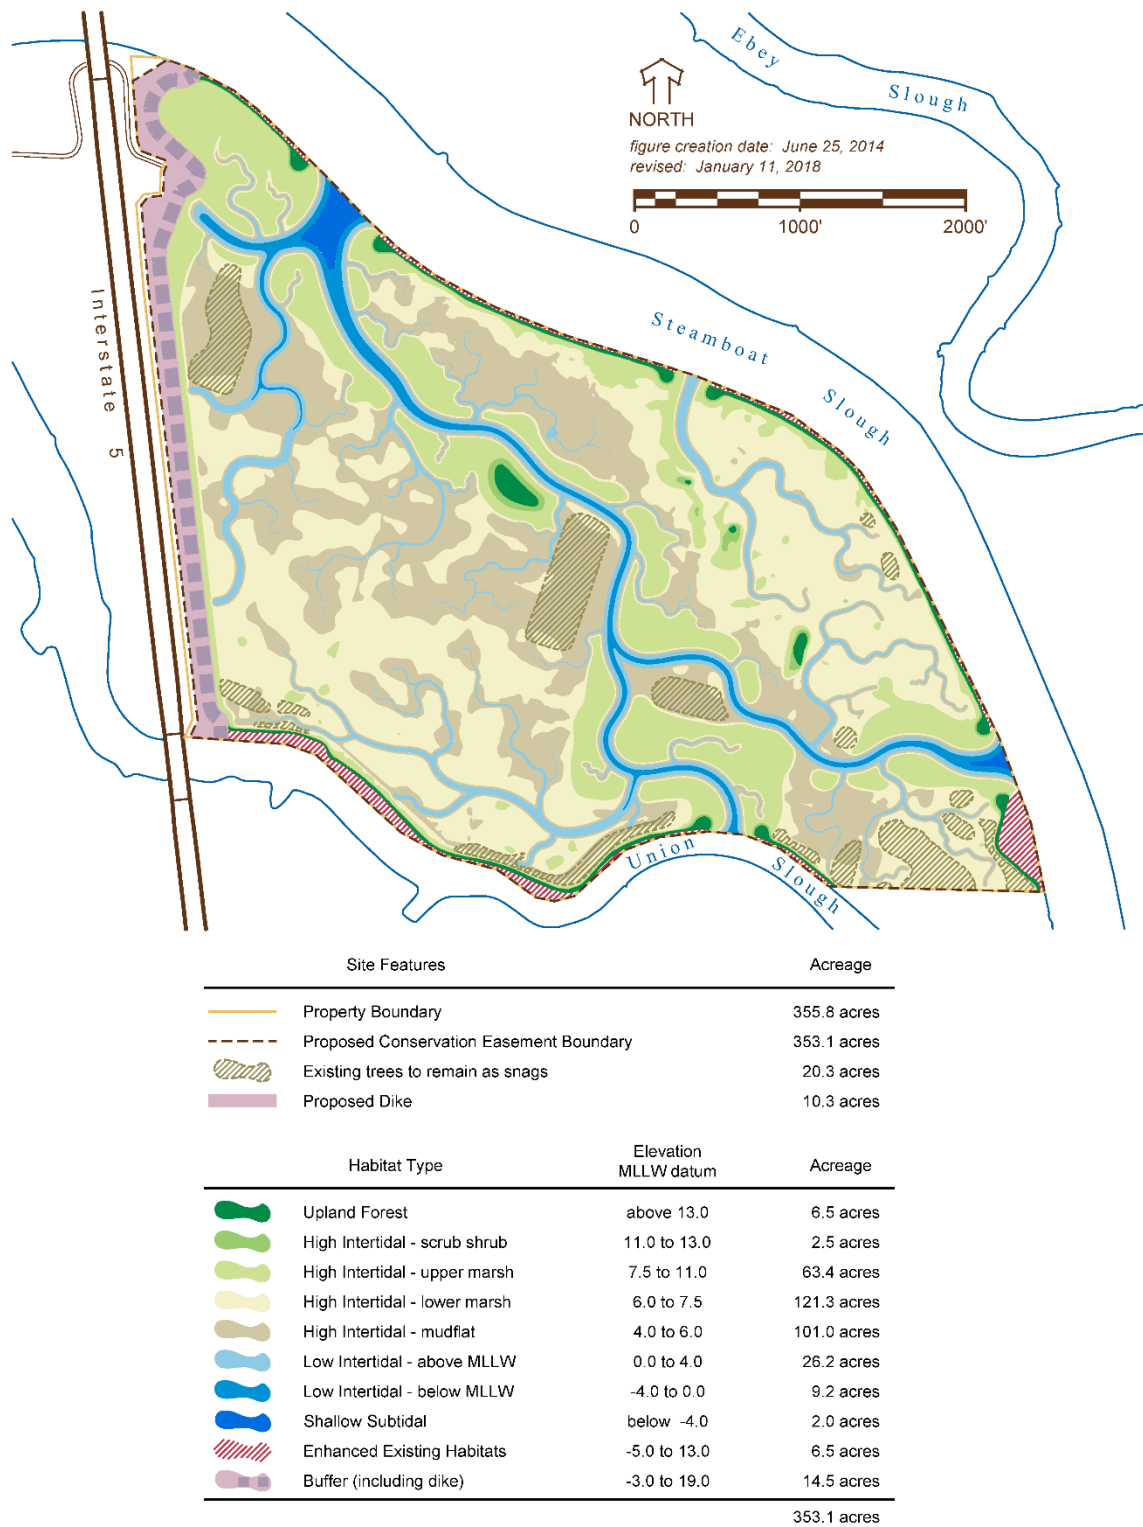 Ebey
Slough
NORTH
figure creation date: June 25, 2014
revised: January 11, 2018
0 1000' 2000'
Interstate 5
Steamboat
Slough
Union
Slough
Site Features Acreage
Property Boundary 355.8 acres
Proposed Conservation Easement Boundary 353.1 acres
Existing trees to remain as snags 20.3 acres
Proposed Dike 10.3 acres
Habitat Type Elevation MLLW datum Acreage
Upland Forest above 13.0 6.5 acres
High Intertidal - scrub shrub 11.0 to 13.0 2.5 acres
High Intertidal - upper marsh 7.5 to 11.0 63.4 acres
High Intertidal - lower marsh 6.0 to 7.5 121.3 acres
High Intertidal - mudflat 4.0 to 6.0 101.0 acres
Low Intertidal - above MLLW 0.0 to 4.0 26.2 acres
Low Intertidal - below MLLW -4.0 to 0.0 9.2 acres
Shallow Subtidal below -4.0 2.0 acres
Enhanced Existing Habitats -5.0 to 13.0 6.5 acres
Buffer (including dike) -3.0 to 19.0 14.5 acres
353.1 acres